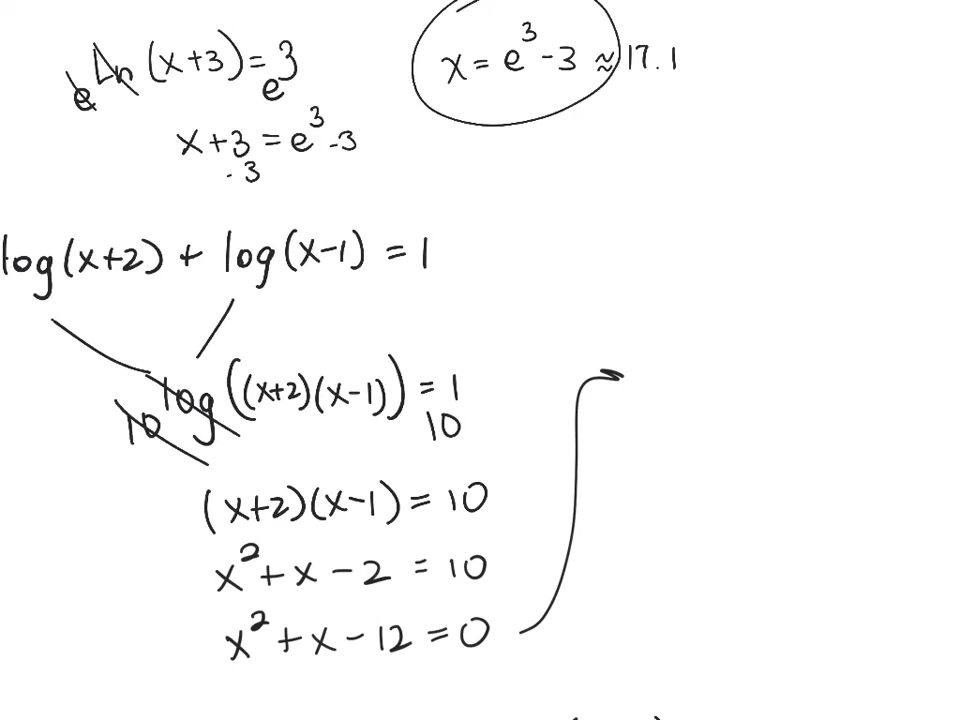 e^ln (x+3) = e^3
x = e^3 - 3 ≈ 17.1
x + 3 = e^3 - 3
- 3
log(x+2) + log(x-1) = 1
10^log((x+2)(x-1)) = 10^1
(x+2)(x-1) = 10
x^2 + x - 2 = 10
x^2 + x - 12 = 0